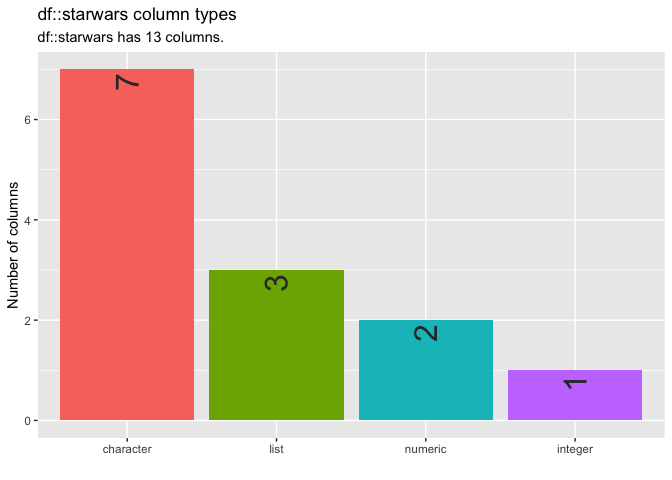 df::starwars column types
df::starwars has 13 columns.
Number of columns
6
4
2
0
7
3
2
1
character
list
numeric
integer